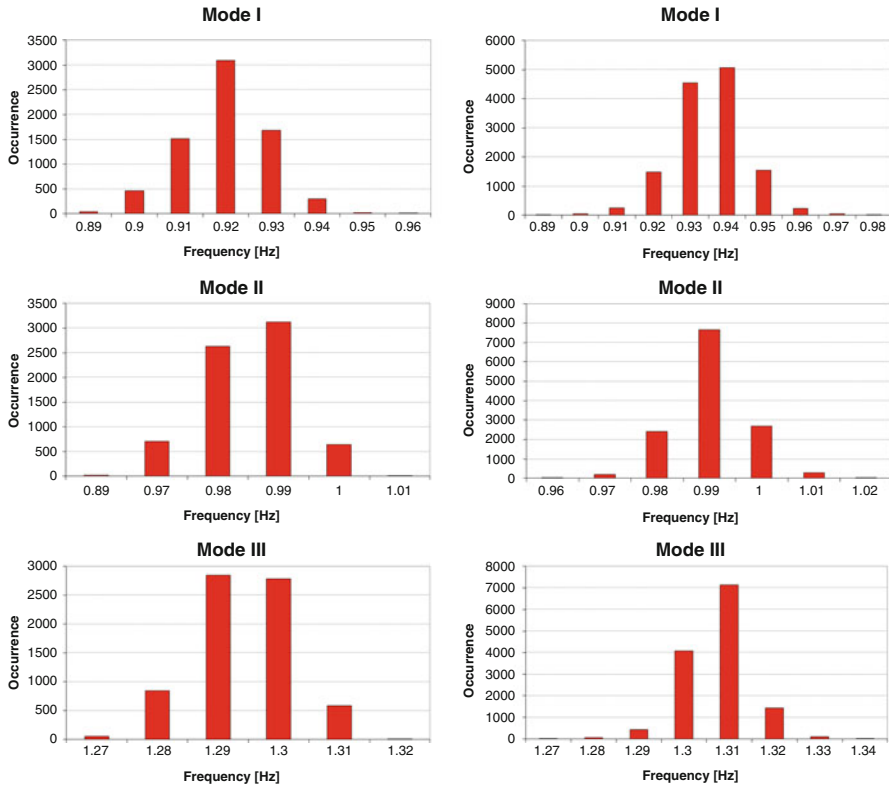 Mode I
3500
3000
2500
2000
1500
1000
500
0
Occurrence
0.89 0.9 0.91 0.92 0.93 0.94 0.95 0.96
Frequency [Hz]
Mode I
6000
5000
4000
3000
2000
1000
0
Occurrence
0.89 0.9 0.91 0.92 0.93 0.94 0.95 0.96 0.97 0.98
Frequency [Hz]
Mode II
3500
3000
2500
2000
1500
1000
500
0
Occurrence
0.89 0.97 0.98 0.99 1 1.01
Frequency [Hz]
Mode II
9000
8000
7000
6000
5000
4000
3000
2000
1000
0
Occurrence
0.96 0.97 0.98 0.99 1 1.01 1.02
Frequency [Hz]
Mode III
3000
2500
2000
1500
1000
500
0
Occurrence
1.27 1.28 1.29 1.3 1.31 1.32
Frequency [Hz]
Mode III
8000
7000
6000
5000
4000
3000
2000
1000
0
Occurrence
1.27 1.28 1.29 1.3 1.31 1.32 1.33 1.34
Frequency [Hz]